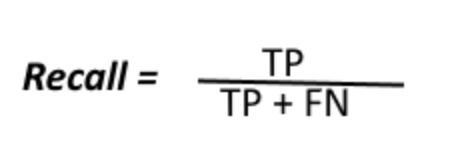 Recall = TP
TP + FN